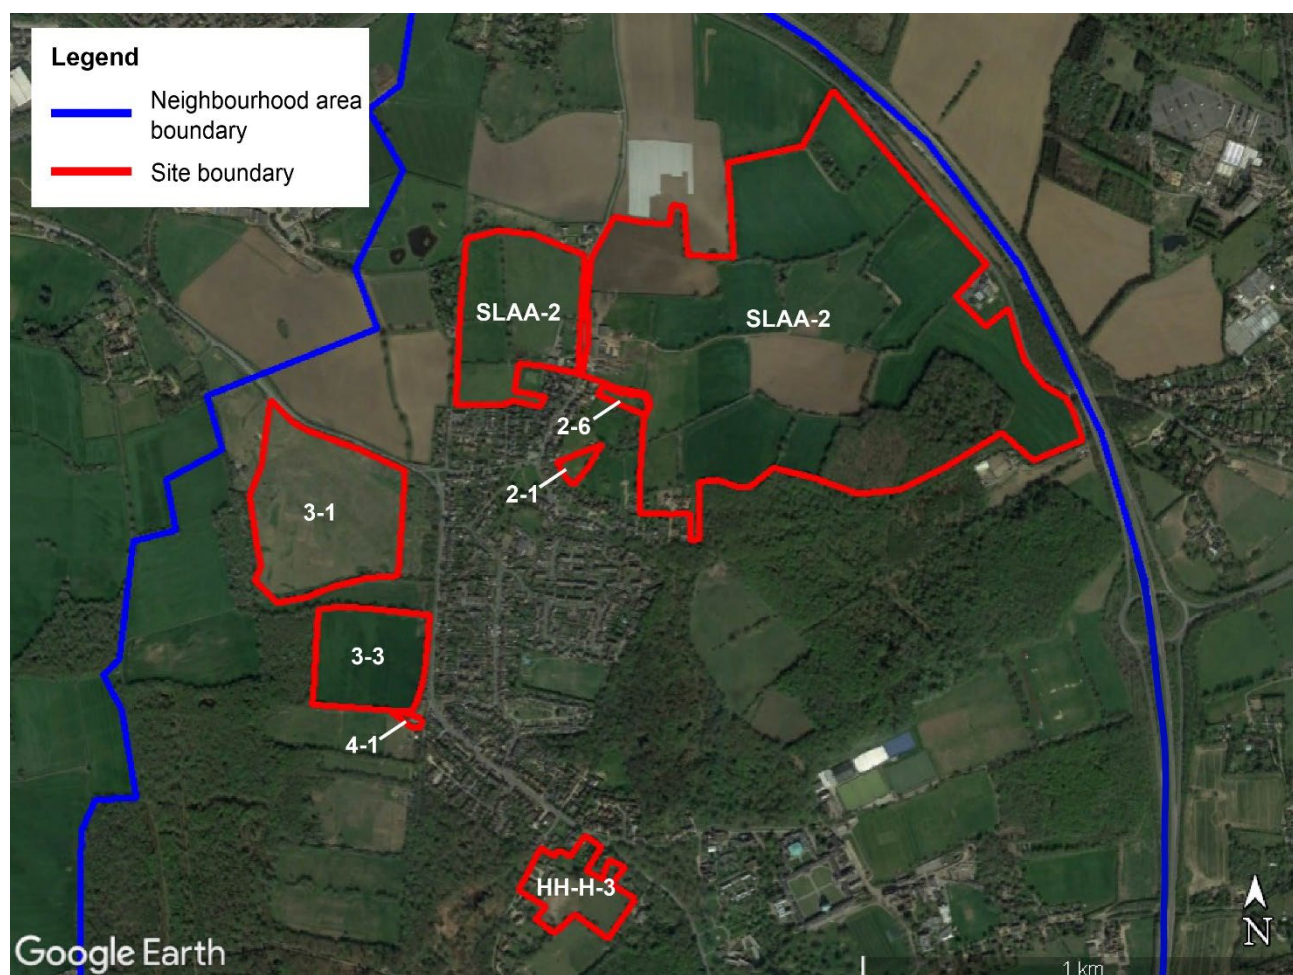 Legend
Neighbourhood area
boundary
Site boundary
SLAA-2
SLAA-2
2-6
2-1
3-1
3-3
4-1
HH-H-3
N
Google Earth
1 km